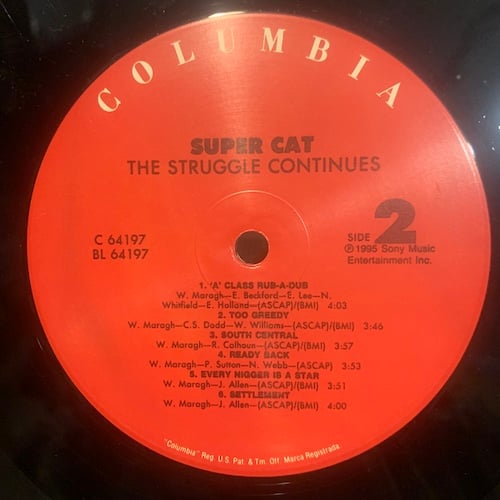 COLUMBIA
SUPER CAT
THE STRUGGLE CONTINUES
C 64197
BL 64197
SIDE 2
℗ 1995 Sony Music
Entertainment Inc.
1. 'A' CLASS RUB-A-DUB
W. Maragh—E. Beckford—E. Lee—N.
Whitfield—E. Holland—(ASCAP)/(BMI) 4:03
2. TOO GREEDY
W. Maragh—C.S. Dodd—W. Williams—(ASCAP)/(BMI) 3:46
3. SOUTH CENTRAL
W. Maragh—R. Calhoun—(ASCAP)/(BMI) 3:57
4. READY BACK
W. Maragh—P. Sutton—N. Webb—(ASCAP) 3:53
5. EVERY NIGGER IS A STAR
W. Maragh—J. Allen—(ASCAP)/(BMI) 3:51
6. SETTLEMENT
W. Maragh—J. Allen—(ASCAP)/(BMI) 4:00
"Columbia" Reg. U.S. Pat. & Tm. Off. Marca Registrada.